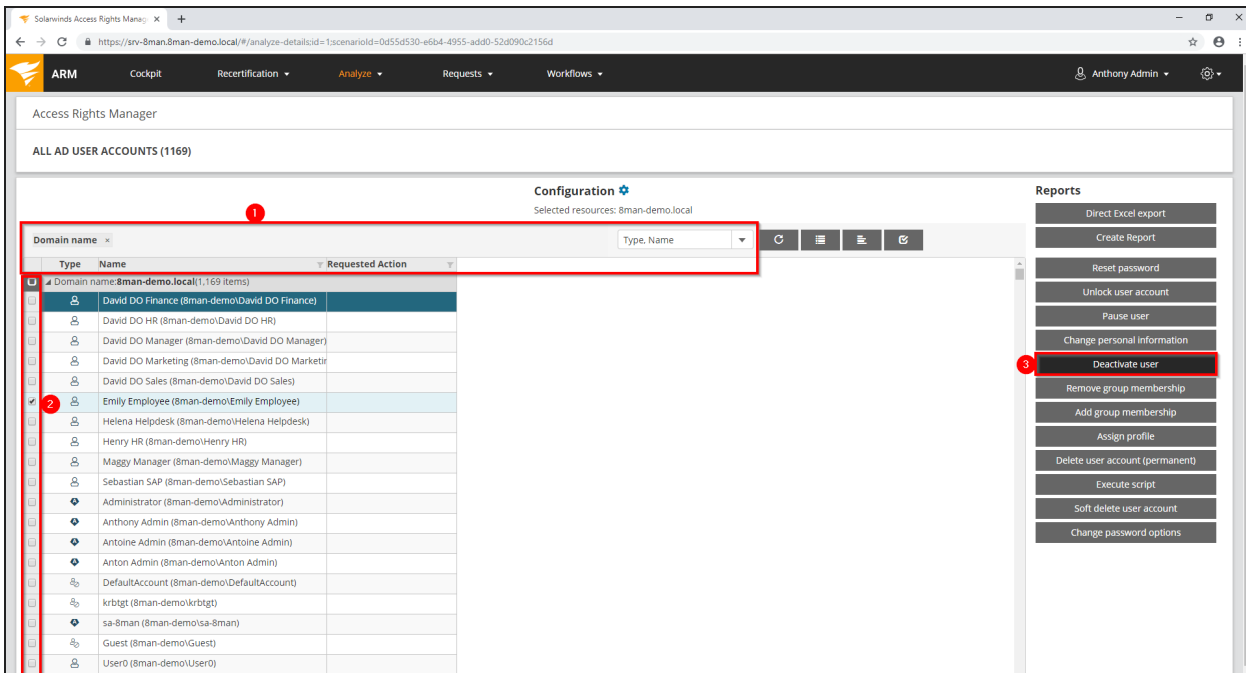 Solarwinds Access Rights Manag
https://srv-8man.8man-demo.local/#/analyze-details;id=1;scenarioId=0d55d530-e6b4-4955-add0-52d090c2156d
ARM Cockpit Recertification Analyze Requests Workflows Anthony Admin
Access Rights Manager
ALL AD USER ACCOUNTS (1169)
Configuration
Selected resources: 8man-demo.local
Reports
1
Domain name ×
Type, Name
Type Name Requested Action
Domain name:8man-demo.local(1,169 items)
David DO Finance (8man-demo\David DO Finance)
David DO HR (8man-demo\David DO HR)
David DO Manager (8man-demo\David DO Manager)
David DO Marketing (8man-demo\David DO Marketin
David DO Sales (8man-demo\David DO Sales)
2
Emily Employee (8man-demo\Emily Employee)
Helena Helpdesk (8man-demo\Helena Helpdesk)
Henry HR (8man-demo\Henry HR)
Maggy Manager (8man-demo\Maggy Manager)
Sebastian SAP (8man-demo\Sebastian SAP)
Administrator (8man-demo\Administrator)
Anthony Admin (8man-demo\Anthony Admin)
Antoine Admin (8man-demo\Antoine Admin)
Anton Admin (8man-demo\Anton Admin)
DefaultAccount (8man-demo\DefaultAccount)
krbtgt (8man-demo\krbtgt)
sa-8man (8man-demo\sa-8man)
Guest (8man-demo\Guest)
User0 (8man-demo\User0)
Direct Excel export
Create Report
Reset password
Unlock user account
Pause user
Change personal information
3
Deactivate user
Remove group membership
Add group membership
Assign profile
Delete user account (permanent)
Execute script
Soft delete user account
Change password options